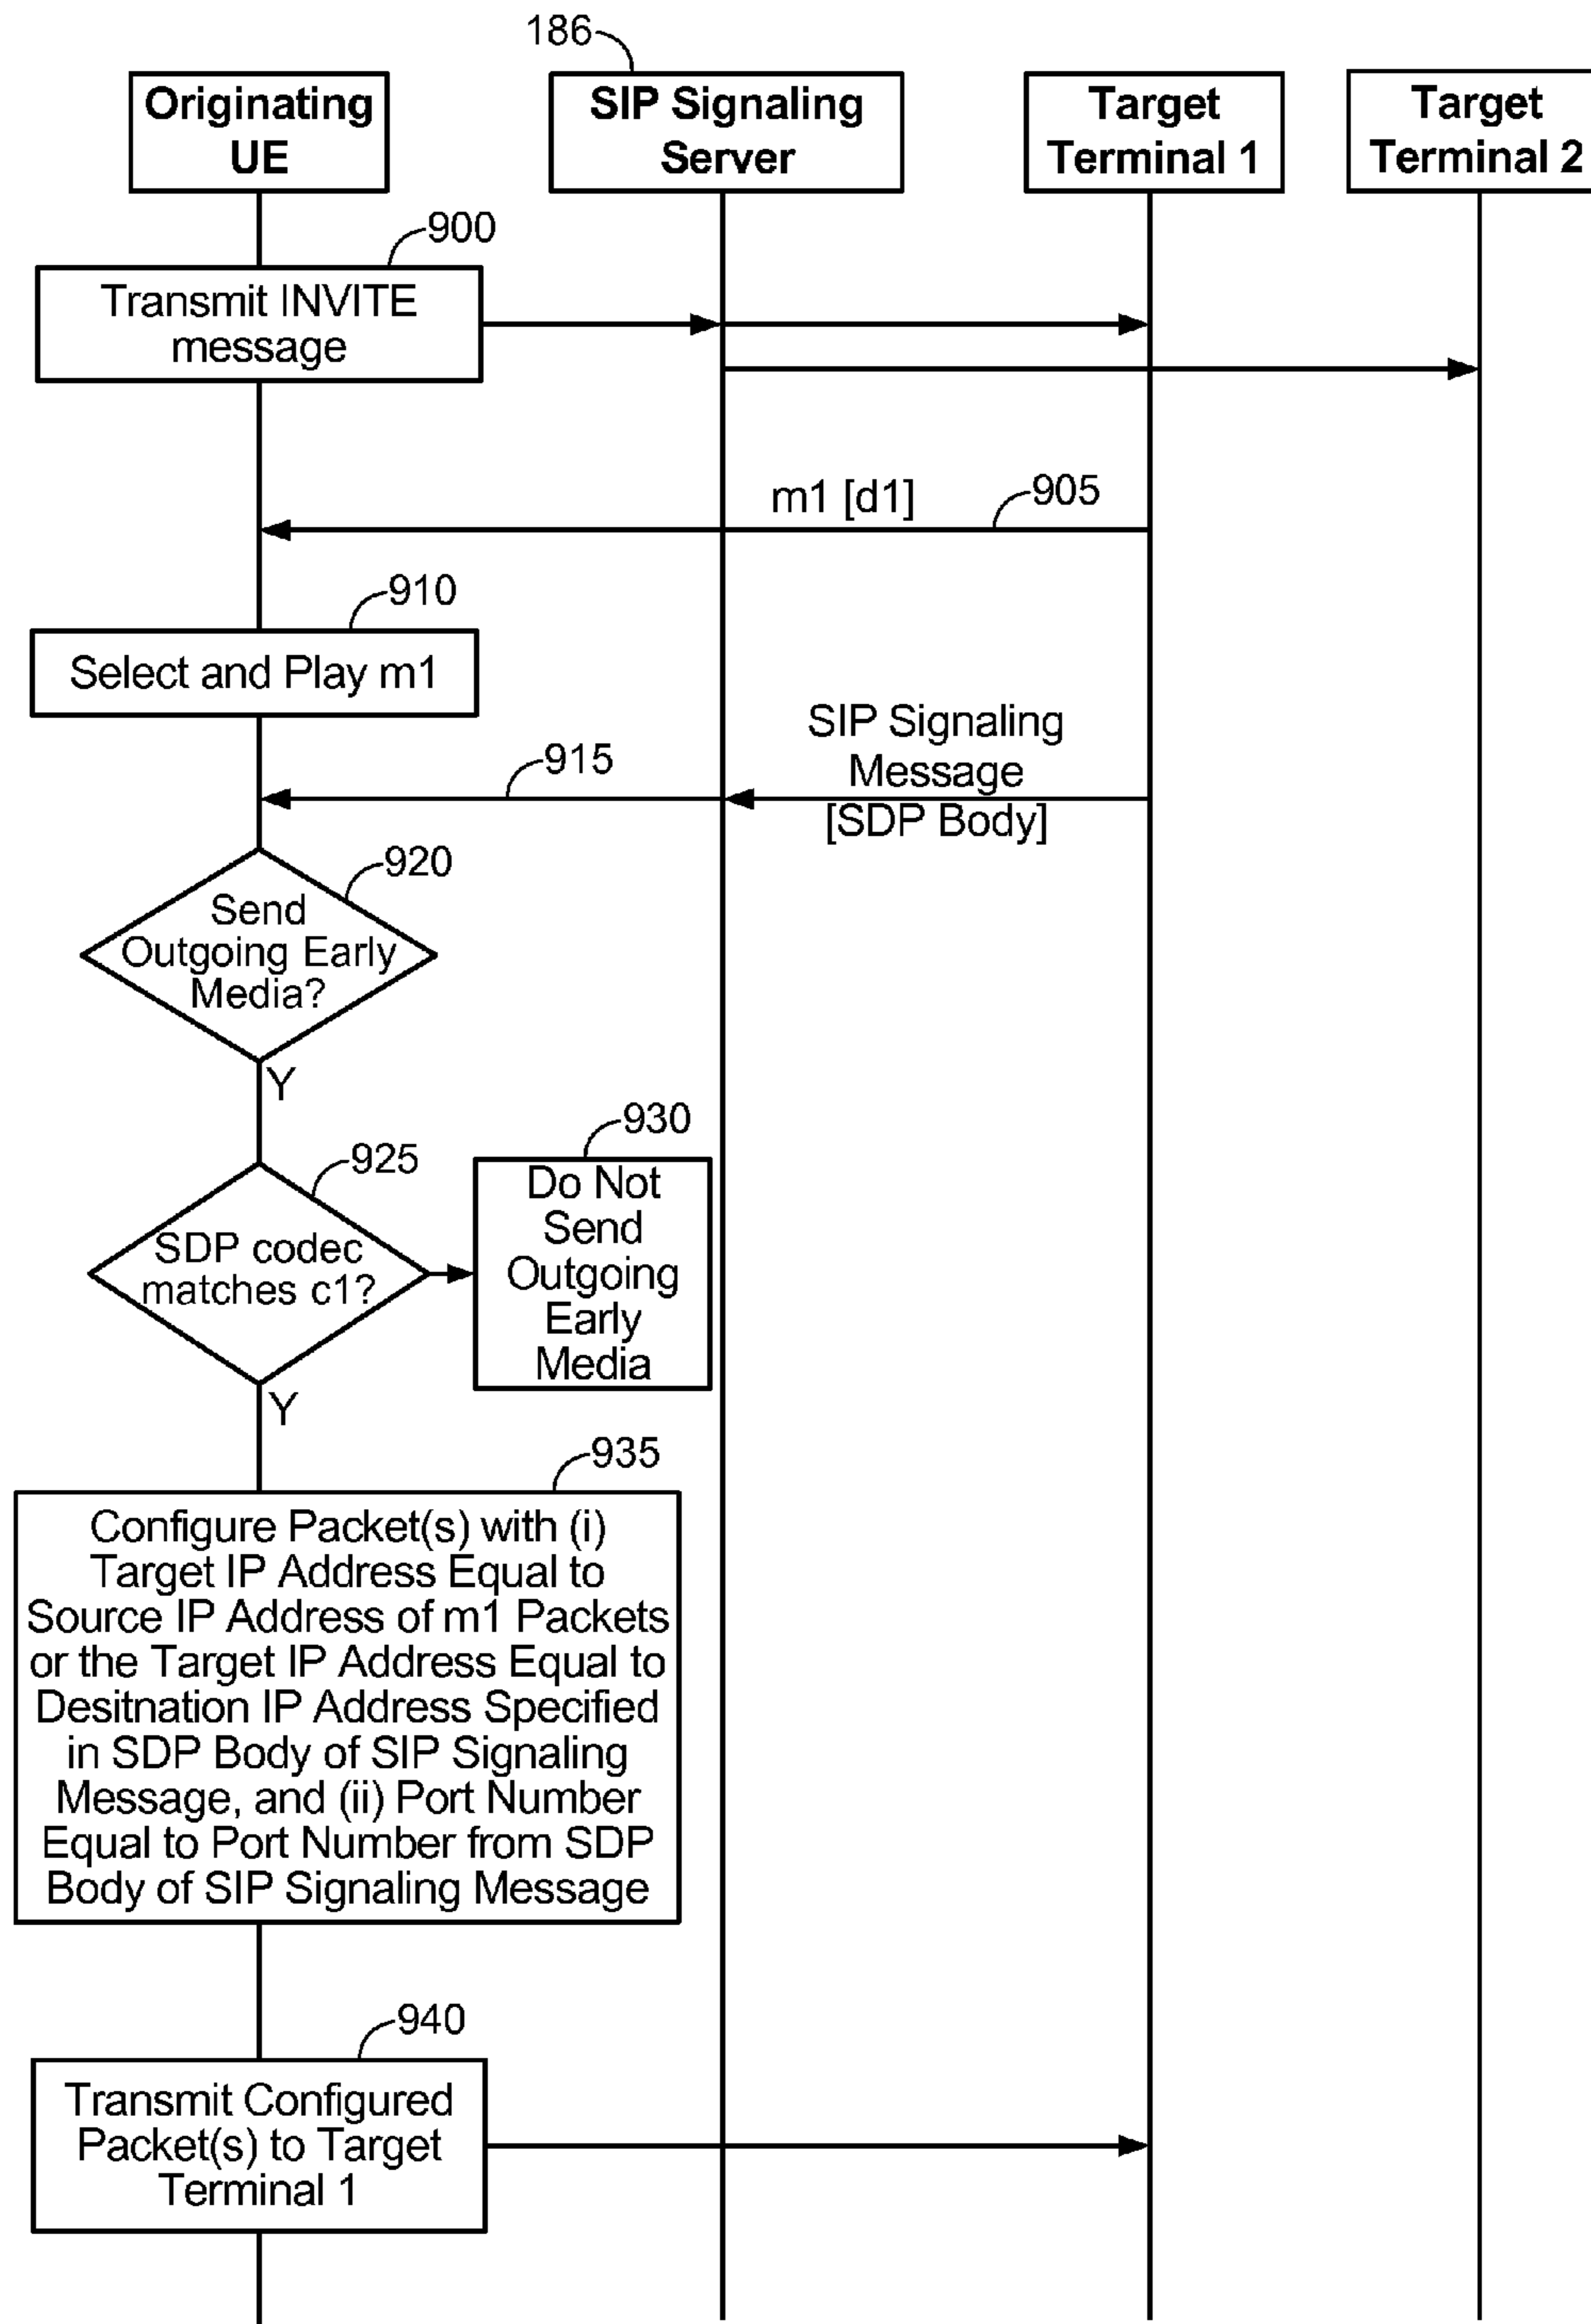 186
Originating
UE
SIP Signaling
Server
Target
Terminal 1
Target
Terminal 2
900
Transmit INVITE
message
m1 [d1]
905
910
Select and Play m1
SIP Signaling
Message
[SDP Body]
915
920
Send
Outgoing Early
Media?
Y
930
925
SDP codec
matches c1?
Do Not
Send
Outgoing
Early
Media
Y
935
Configure Packet(s) with (i)
Target IP Address Equal to
Source IP Address of m1 Packets
or the Target IP Address Equal to
Desitnation IP Address Specified
in SDP Body of SIP Signaling
Message, and (ii) Port Number
Equal to Port Number from SDP
Body of SIP Signaling Message
940
Transmit Configured
Packet(s) to Target
Terminal 1